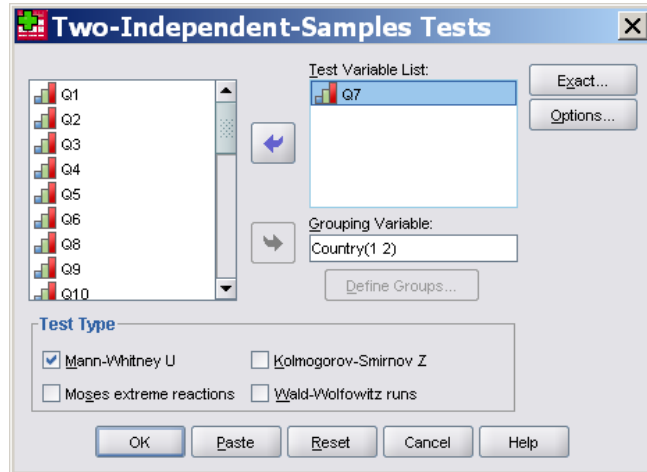 Two-Independent-Samples Tests
Q1
Q2
Q3
Q4
Q5
Q6
Q8
Q9
Q10
Test Variable List:
Q7
Exact...
Options...
Grouping Variable:
Country(1 2)
Define Groups...
Test Type
Mann-Whitney U
Kolmogorov-Smirnov Z
Moses extreme reactions
Wald-Wolfowitz runs
OK
Paste
Reset
Cancel
Help